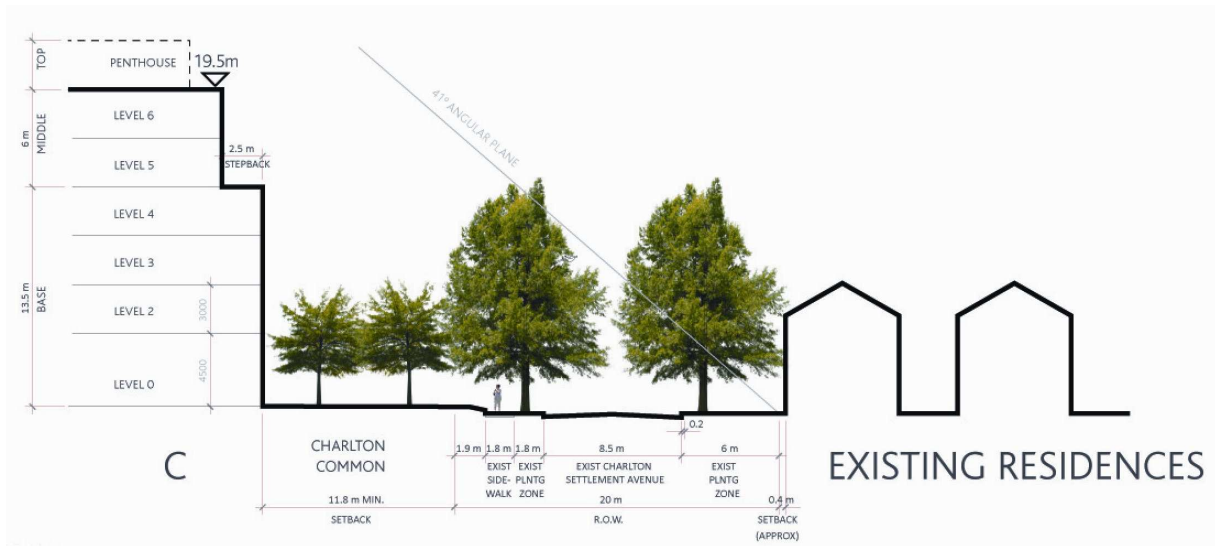 TOP
PENTHOUSE
19.5m
6 m
MIDDLE
LEVEL 6
LEVEL 5
2.5 m
STEPBACK
41° ANGULAR PLANE
13.5 m
BASE
LEVEL 4
LEVEL 3
LEVEL 2
3000
LEVEL 0
4500
0.2
C
CHARLTON
COMMON
1.9 m
1.8 m
1.8 m
8.5 m
6 m
EXIST
SIDE-
WALK
EXIST
PLNTG
ZONE
EXIST CHARLTON
SETTLEMENT AVENUE
EXIST
PLNTG
ZONE
EXISTING RESIDENCES
11.8 m MIN.
SETBACK
20 m
R.O.W.
0.4 m
SETBACK
(APPROX)